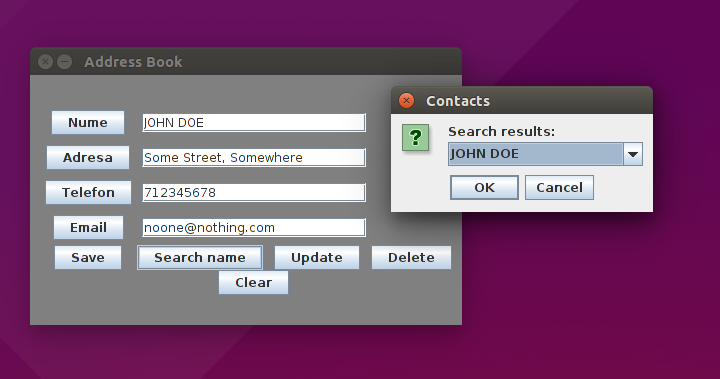 Address Book
Nume JOHN DOE
Adresa Some Street, Somewhere
Telefon 712345678
Email noone@nothing.com
Save Search name Update Delete
Clear
Contacts
?
Search results:
JOHN DOE
OK Cancel